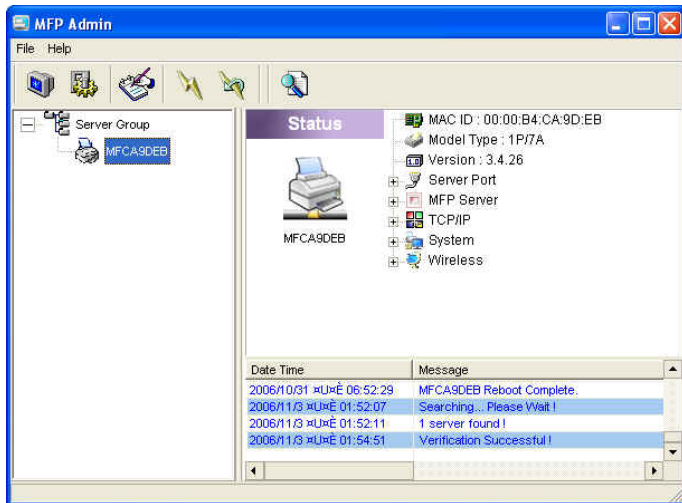 MFP Admin
File Help
Server Group
MFCA9DEB
Status
MFCA9DEB
MAC ID : 00:00:B4:CA:9D:EB
Model Type : 1P/7A
Version : 3.4.26
Server Port
MFP Server
TCP/IP
System
Wireless
Date Time Message
2006/10/31 ¤U¤È 06:52:29 MFCA9DEB Reboot Complete.
2006/11/3 ¤U¤È 01:52:07 Searching... Please Wait !
2006/11/3 ¤U¤È 01:52:11 1 server found !
2006/11/3 ¤U¤È 01:54:51 Verification Successful !